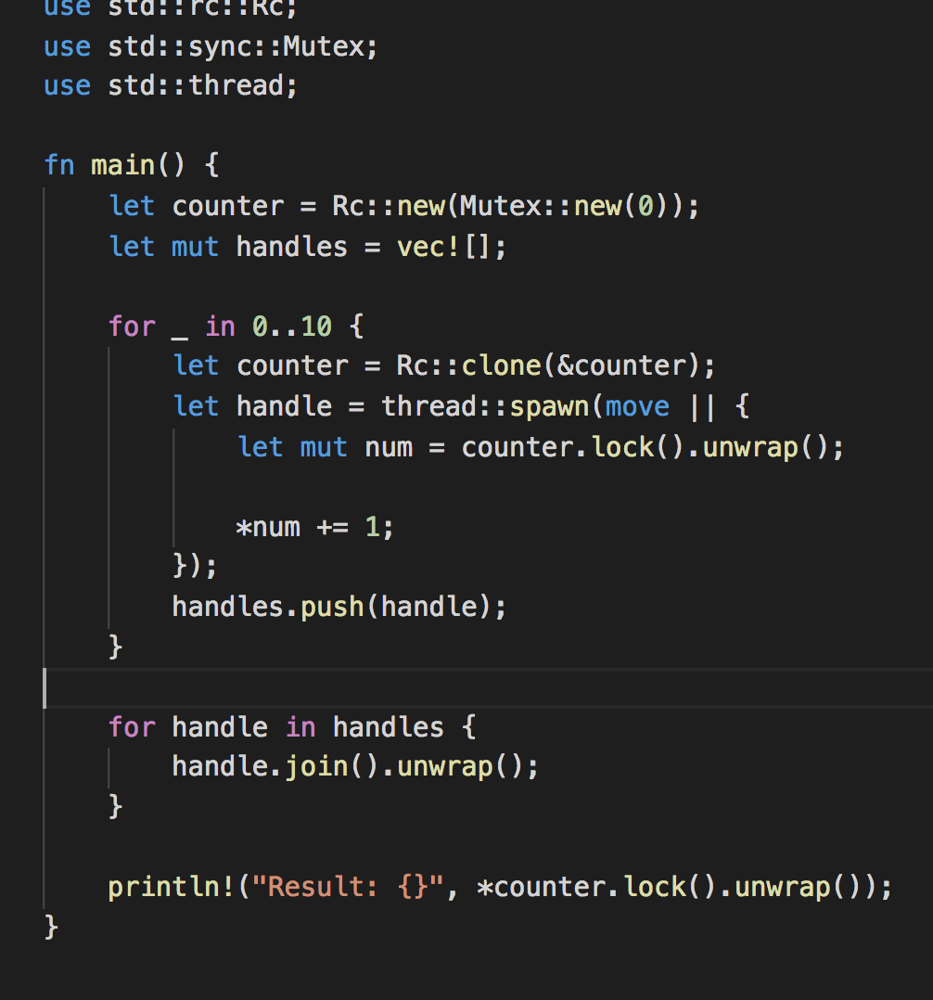 use std::rc::Rc;
use std::sync::Mutex;
use std::thread;
fn main() {
    let counter = Rc::new(Mutex::new(0));
    let mut handles = vec![];
    for _ in 0..10 {
        let counter = Rc::clone(&counter);
        let handle = thread::spawn(move || {
            let mut num = counter.lock().unwrap();
            *num += 1;
        });
        handles.push(handle);
    }
    for handle in handles {
        handle.join().unwrap();
    }
    println!("Result: {}", *counter.lock().unwrap());
}